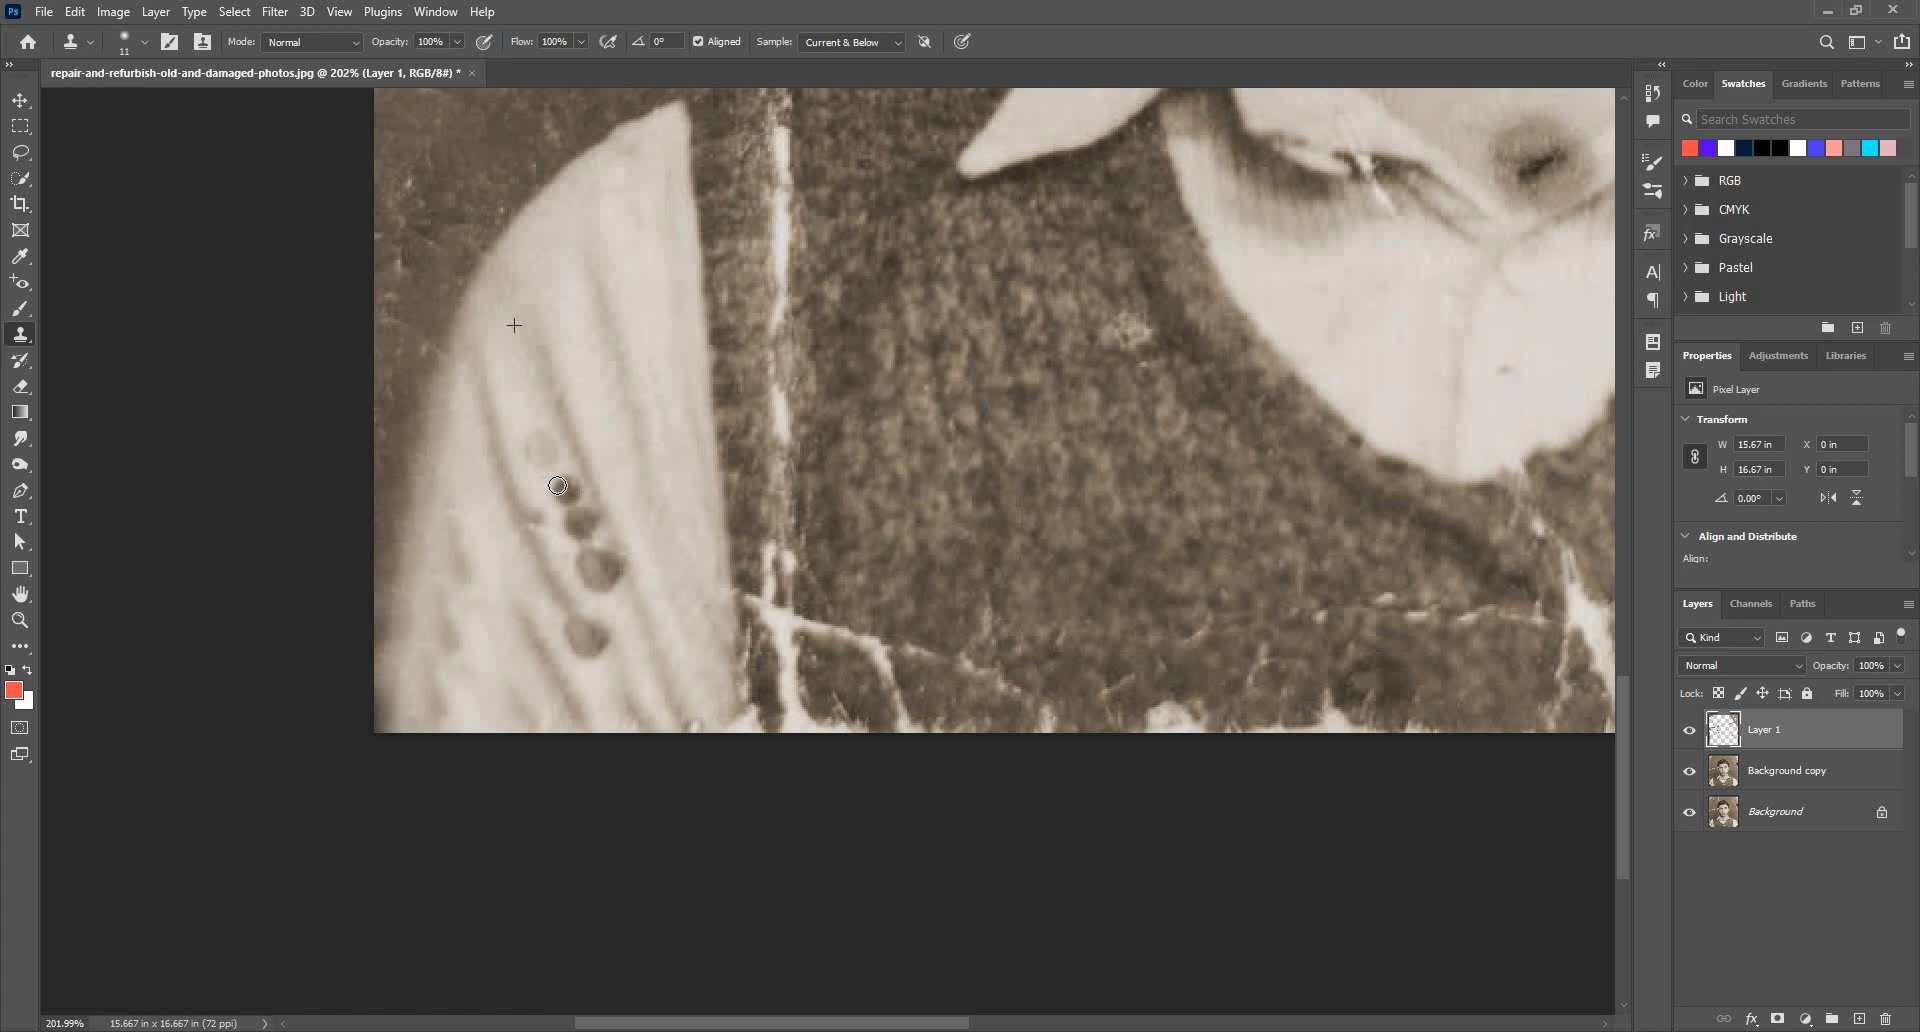 Ps File Edit Image Layer Type Select Filter 3D View Plugins Window Help
11 Mode: Normal Opacity: 100% Flow: 100% 0° Aligned Sample: Current & Below
repair-and-refurbish-old-and-damaged-photos.jpg @ 202% (Layer 1, RGB/8#) * ×
Color Swatches Gradients Patterns
Search Swatches
RGB
CMYK
Grayscale
Pastel
Light
Properties Adjustments Libraries
Pixel Layer
Transform
W 15.67 in X 0 in
H 16.67 in Y 0 in
0.00°
Align and Distribute
Align:
Layers Channels Paths
Kind
Normal Opacity: 100%
Lock: Fill: 100%
Layer 1
Background copy
Background
201.99% 15.667 in x 16.667 in (72 ppi)